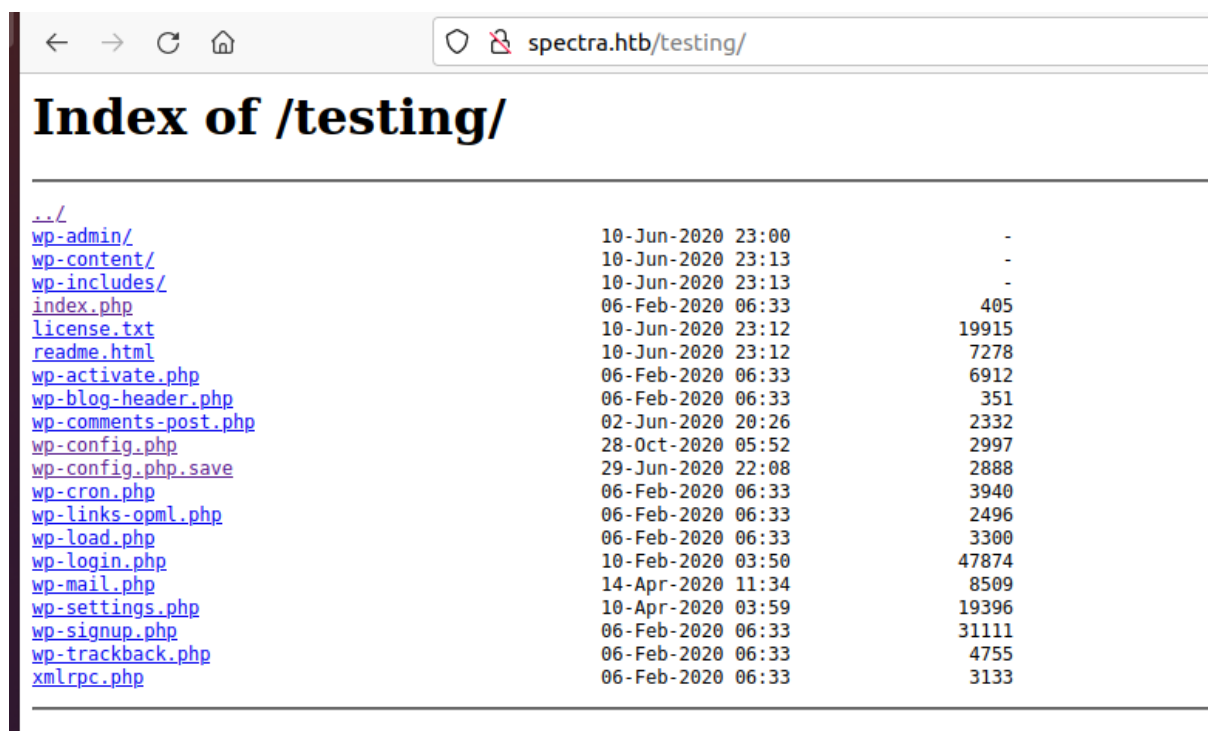 spectra.htb/testing/
Index of /testing/
../
wp-admin/ 10-Jun-2020 23:00 -
wp-content/ 10-Jun-2020 23:13 -
wp-includes/ 10-Jun-2020 23:13 -
index.php 06-Feb-2020 06:33 405
license.txt 10-Jun-2020 23:12 19915
readme.html 10-Jun-2020 23:12 7278
wp-activate.php 06-Feb-2020 06:33 6912
wp-blog-header.php 06-Feb-2020 06:33 351
wp-comments-post.php 02-Jun-2020 20:26 2332
wp-config.php 28-Oct-2020 05:52 2997
wp-config.php.save 29-Jun-2020 22:08 2888
wp-cron.php 06-Feb-2020 06:33 3940
wp-links-opml.php 06-Feb-2020 06:33 2496
wp-load.php 06-Feb-2020 06:33 3300
wp-login.php 10-Feb-2020 03:50 47874
wp-mail.php 14-Apr-2020 11:34 8509
wp-settings.php 10-Apr-2020 03:59 19396
wp-signup.php 06-Feb-2020 06:33 31111
wp-trackback.php 06-Feb-2020 06:33 4755
xmlrpc.php 06-Feb-2020 06:33 3133